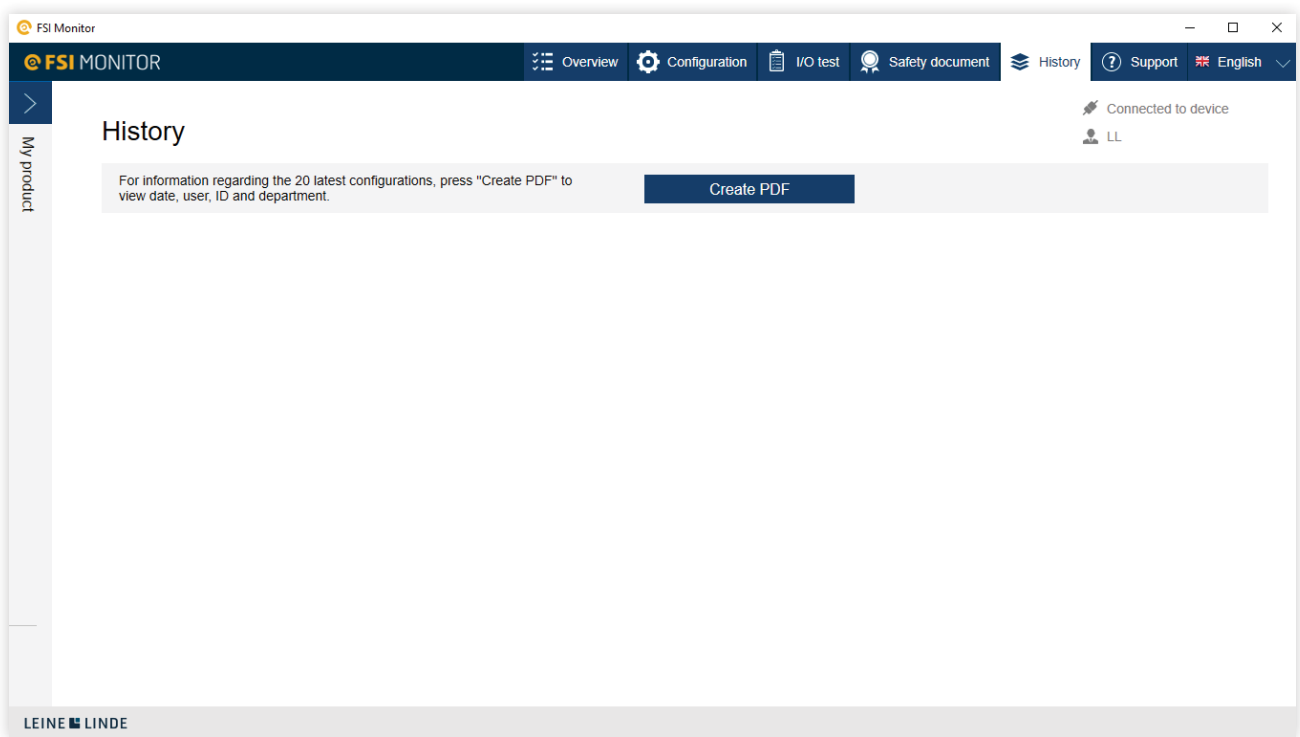 FSI Monitor
FSI MONITOR
Overview
Configuration
I/O test
Safety document
History
Support
English
Connected to device
LL
My product
History
For information regarding the 20 latest configurations, press "Create PDF" to
view date, user, ID and department.
Create PDF
LEINE LINDE